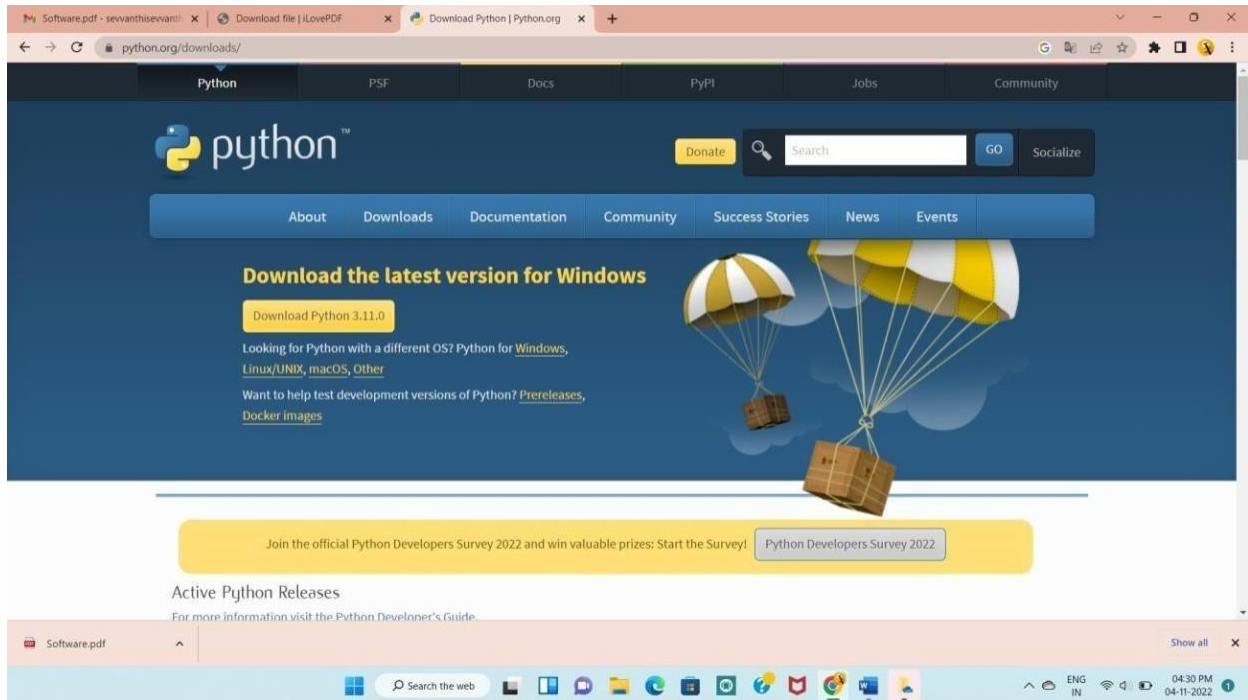 Software.pdf - sevvanthisevvanth
Download file | iLovePDF
Download Python | Python.org
python.org/downloads/
Python
PSF
Docs
PyPI
Jobs
Community
python™
Donate
Search
GO
Socialize
About
Downloads
Documentation
Community
Success Stories
News
Events
Download the latest version for Windows
Download Python 3.11.0
Looking for Python with a different OS? Python for Windows,
Linux/UNIX, macOS, Other
Want to help test development versions of Python? Prereleases,
Docker images
Join the official Python Developers Survey 2022 and win valuable prizes: Start the Survey!
Python Developers Survey 2022
Active Python Releases
For more information visit the Python Developer's Guide.
Software.pdf
Show all
Search the web
ENG
IN
04:30 PM
04-11-2022
1